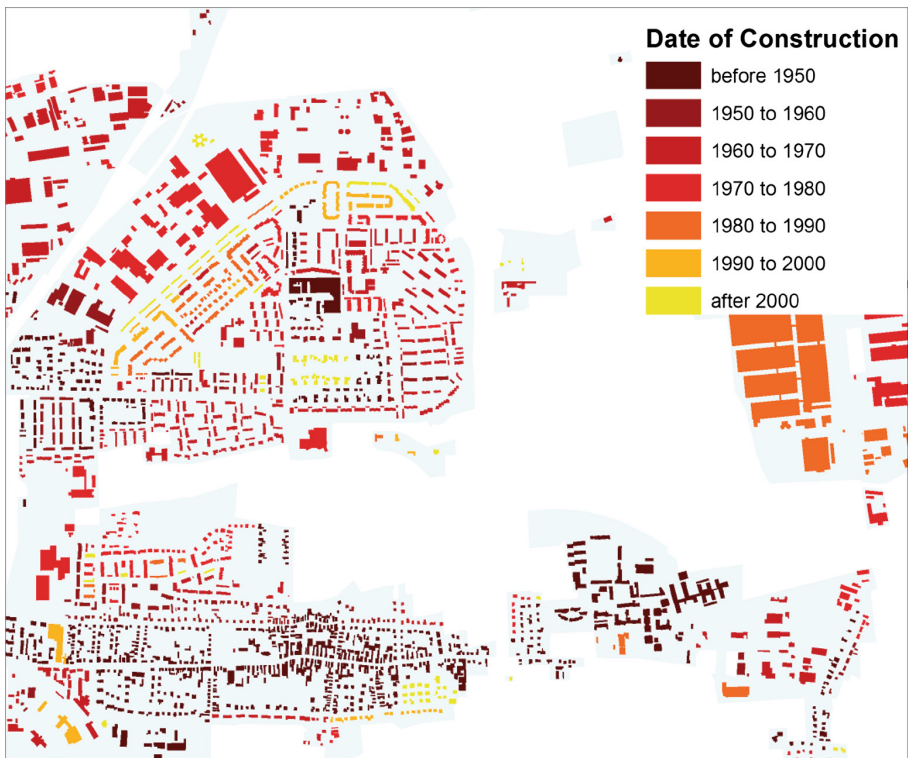 Date of Construction
before 1950
1950 to 1960
1960 to 1970
1970 to 1980
1980 to 1990
1990 to 2000
after 2000